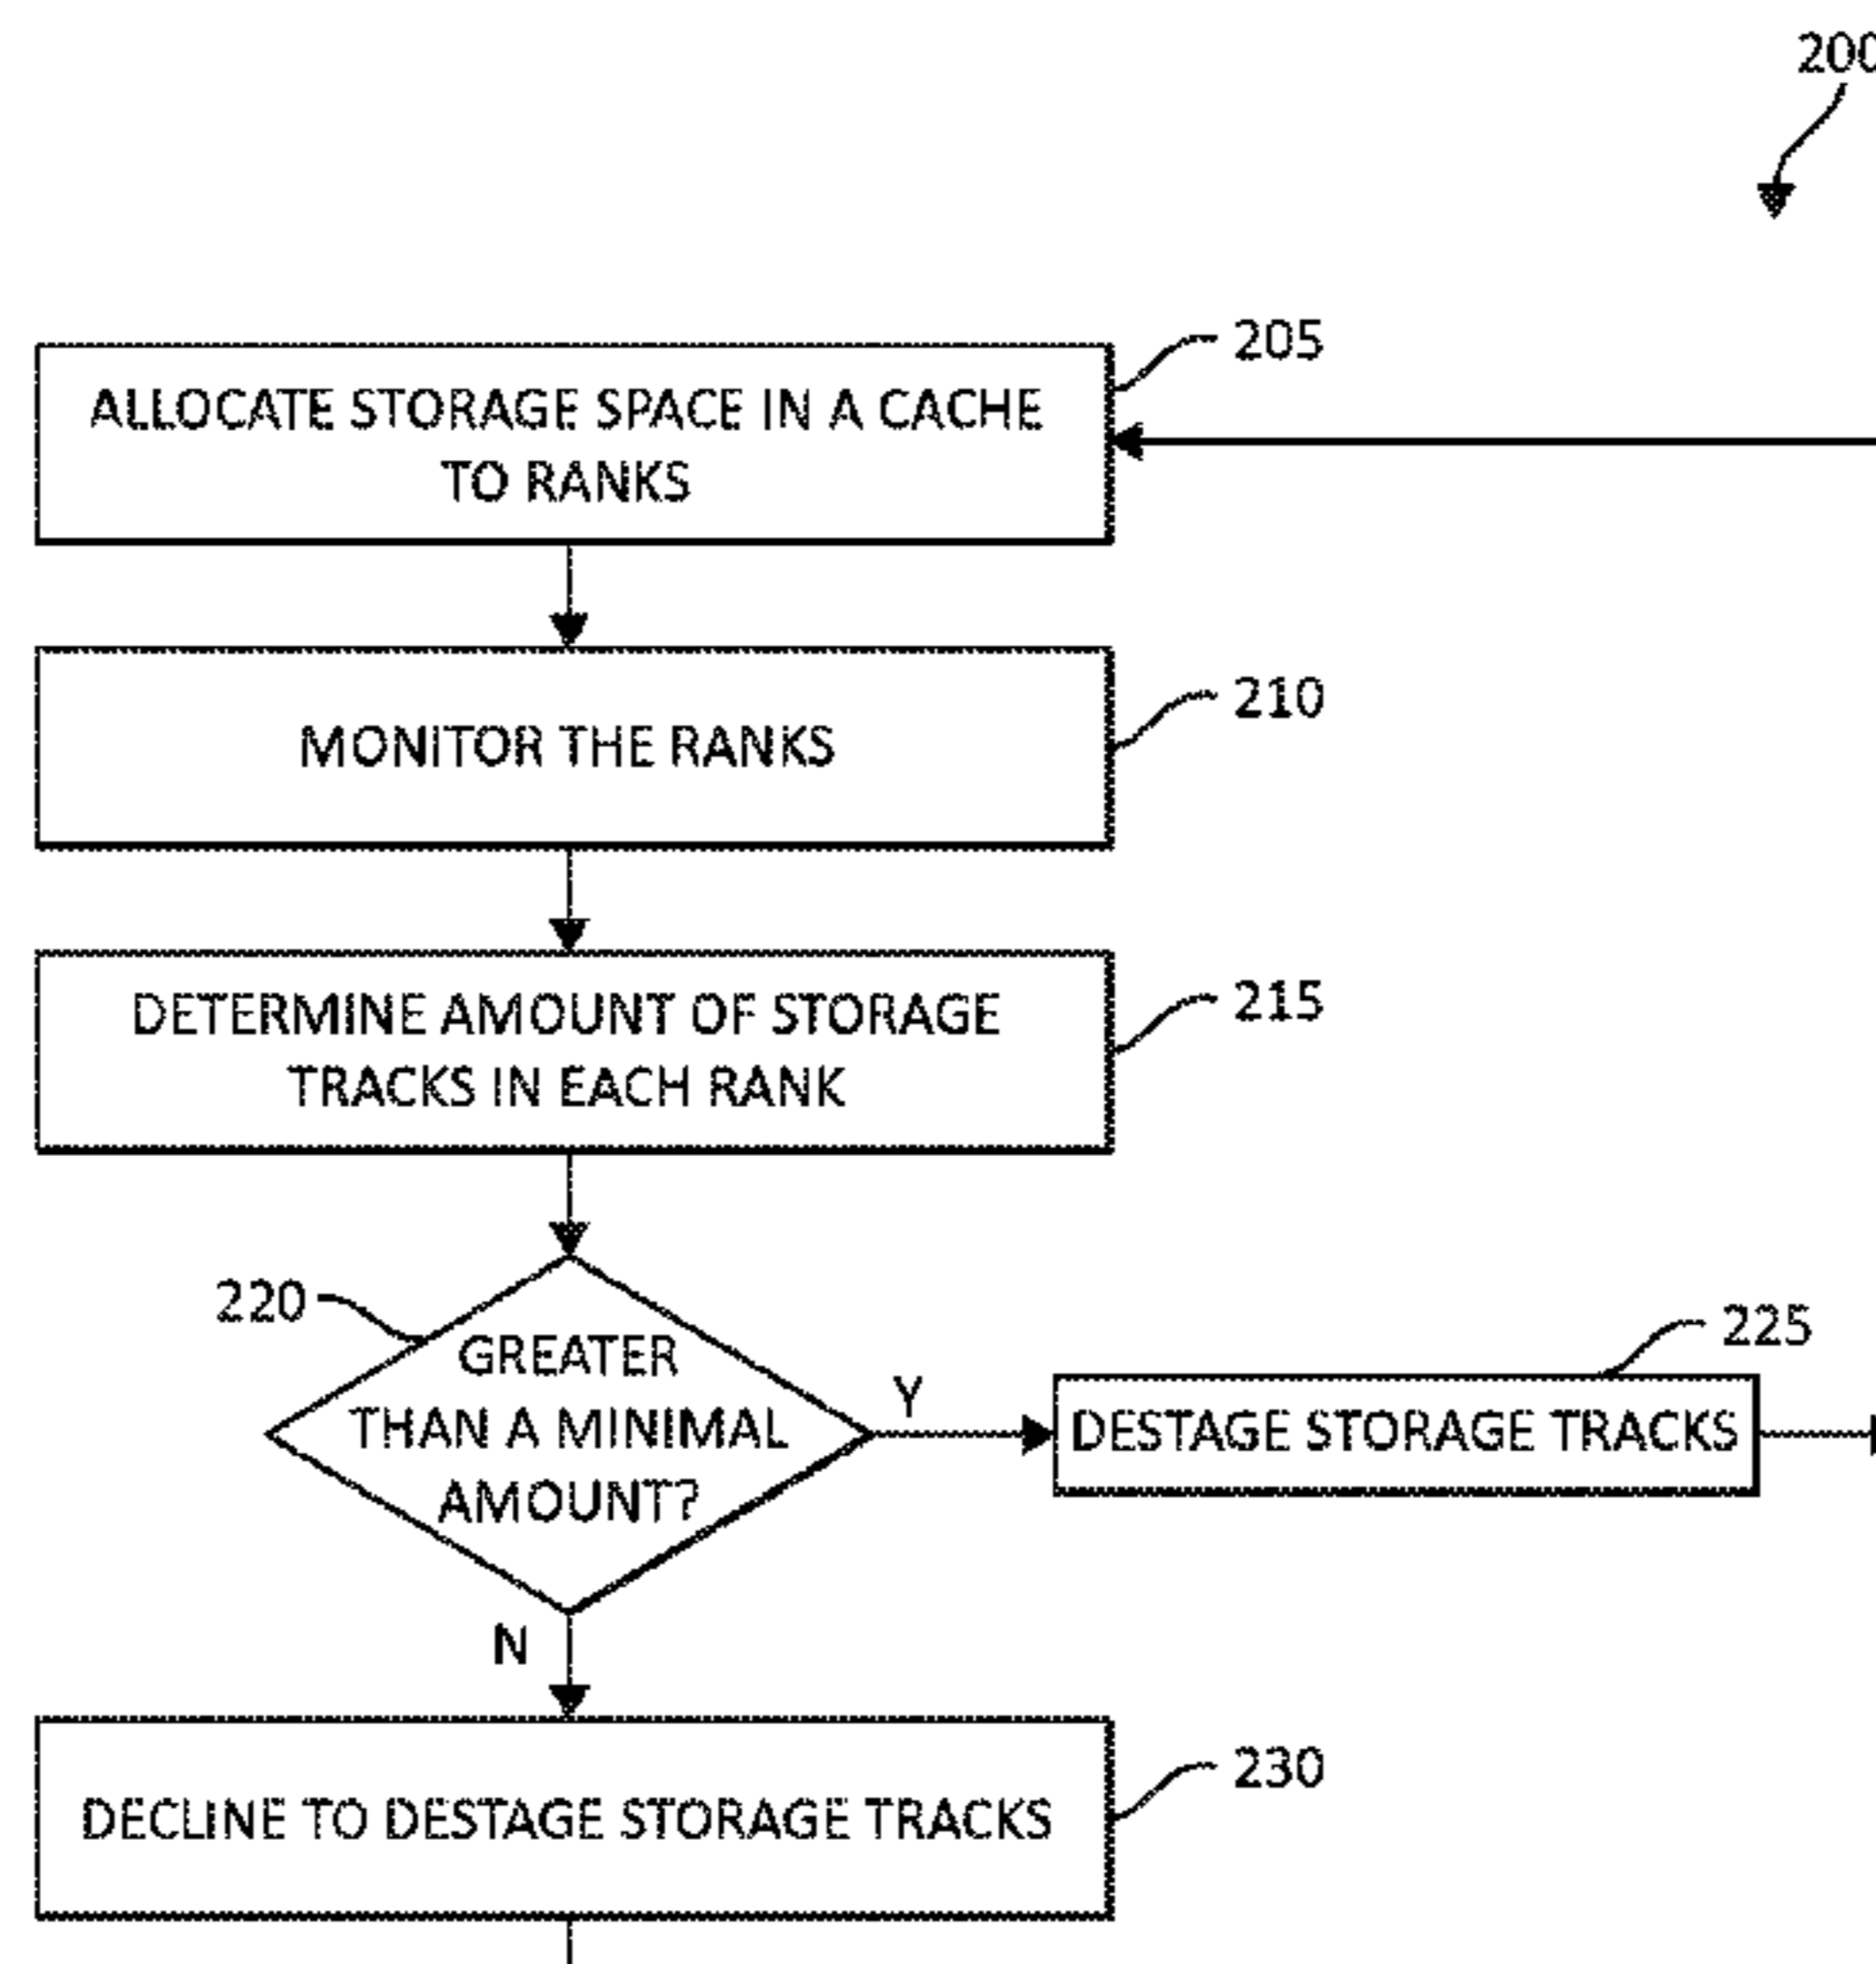 200
205
ALLOCATE STORAGE SPACE IN A CACHE
TO RANKS
210
MONITOR THE RANKS
215
DETERMINE AMOUNT OF STORAGE
TRACKS IN EACH RANK
220
GREATER
THAN A MINIMAL
AMOUNT?
Y
225
DESTAGE STORAGE TRACKS
N
230
DECLINE TO DESTAGE STORAGE TRACKS